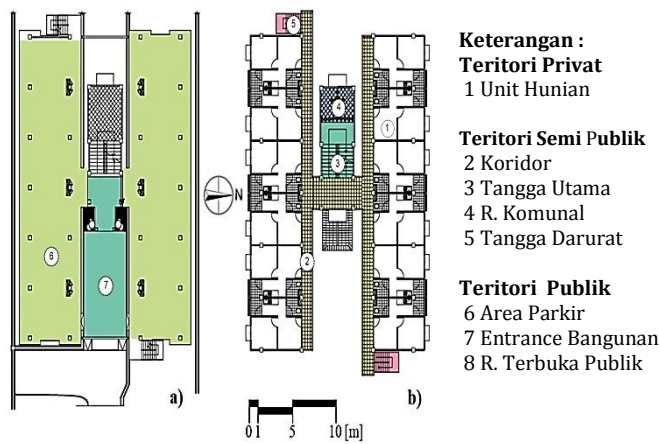 Keterangan :
Teritori Privat
1 Unit Hunian
Teritori Semi Publik
2 Koridor
3 Tangga Utama
4 R. Komunal
5 Tangga Darurat
Teritori Publik
6 Area Parkir
7 Entrance Bangunan
8 R. Terbuka Publik
5
4
1
3
N
6
2
7
a)
b)
0 1 5 10 [m]